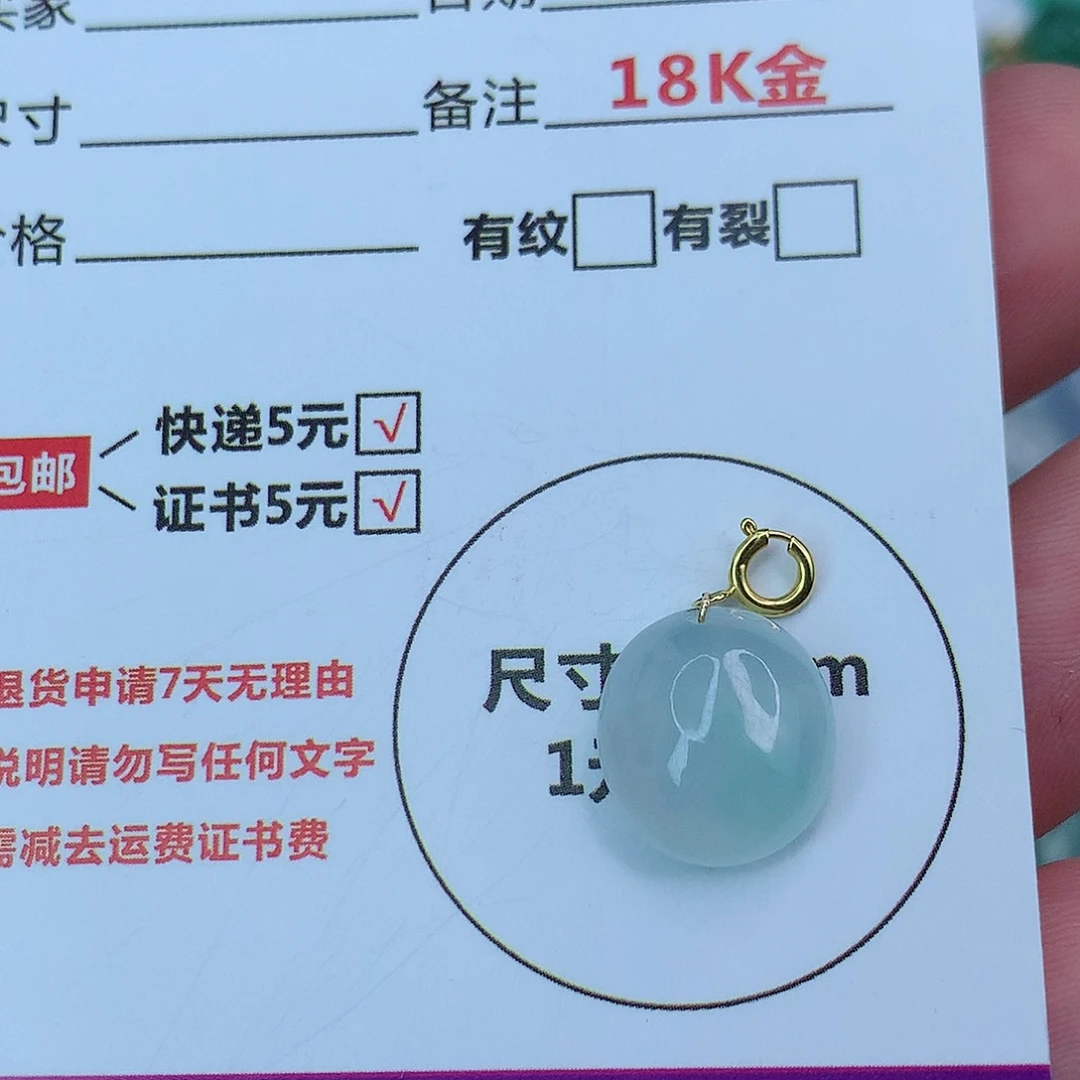 日期
尺寸 备注 18K金
价格 有纹 有裂
包邮 快递5元 √
证书5元 √
退货申请7天无理由
说明请勿写任何文字
需减去运费证书费
尺寸 m
1